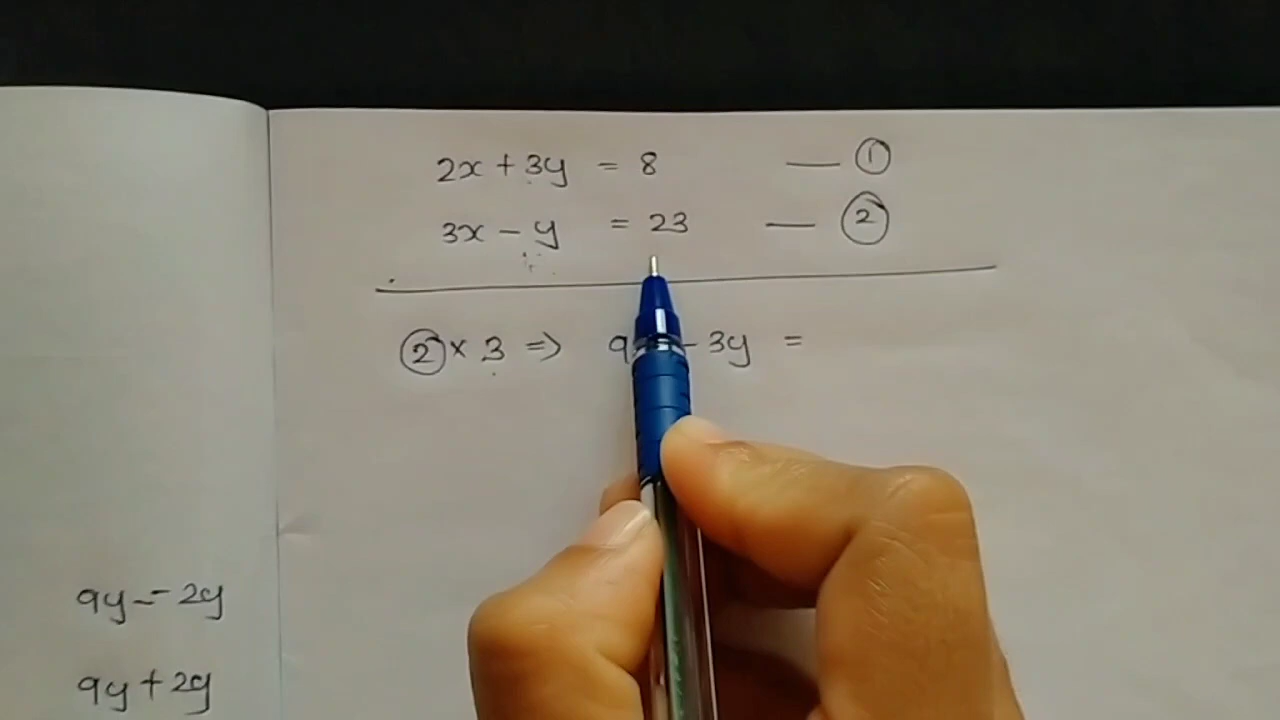 2x + 3y = 8 — ①
3x - y = 23 — ②
② × 3 ⇒ 9 - 3y =
9y - - 2y
9y + 2y